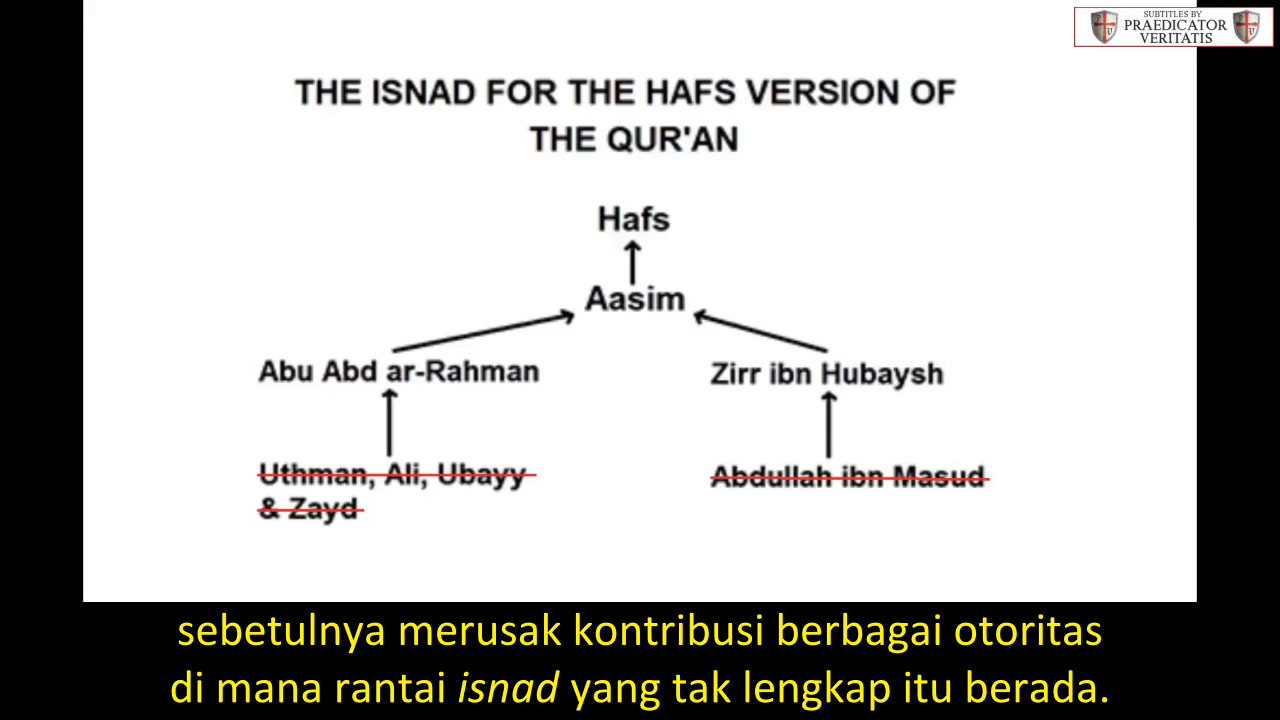 SUBTITLES BY
PRAEDICATOR
VERITATIS
THE ISNAD FOR THE HAFS VERSION OF
THE QUR'AN
Hafs
Aasim
Abu Abd ar-Rahman
Zirr ibn Hubaysh
Uthman, Ali, Ubayy
& Zayd
Abdullah ibn Masud
sebetulnya merusak kontribusi berbagai otoritas
di mana rantai isnad yang tak lengkap itu berada.